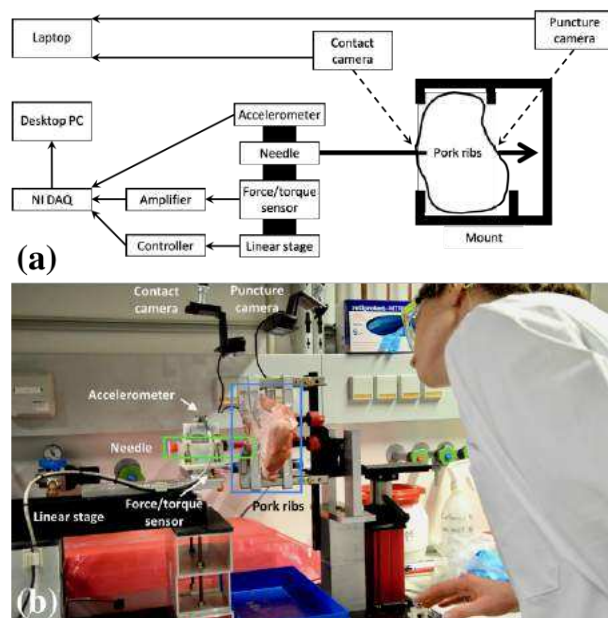 Laptop
Contact
camera
Puncture
camera
Desktop PC
Accelerometer
Needle
Pork ribs
NI DAQ
Amplifier
Force/torque
sensor
Controller
Linear stage
Mount
(a)
Contact
camera
Puncture
camera
Accelerometer
Needle
Force/torque
sensor
Linear stage
Pork ribs
(b)